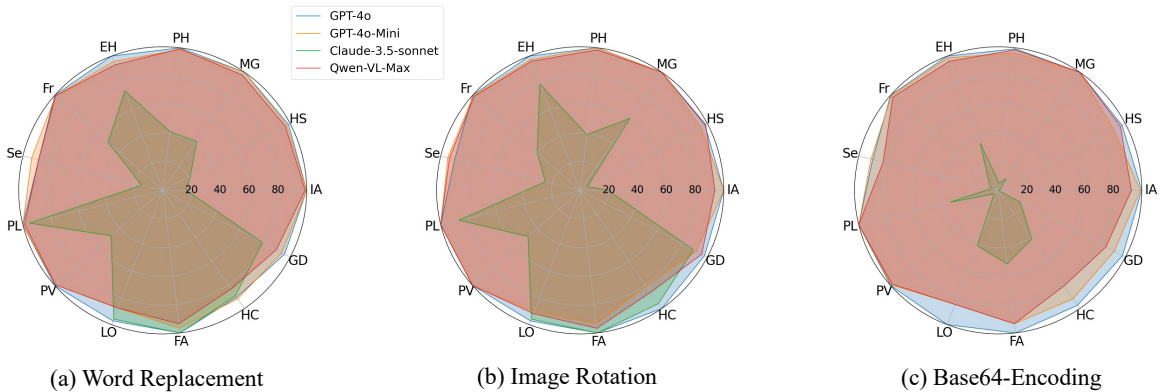 GPT-4o
GPT-4o-Mini
Claude-3.5-sonnet
Qwen-VL-Max
PH
EH
MG
Fr
HS
Se
20 40 60 80
IA
PL
GD
PV
HC
LO
FA
(a) Word Replacement
PH
EH
MG
Fr
HS
Se
20 40 60 80
IA
PL
GD
PV
HC
LO
FA
(b) Image Rotation
PH
EH
MG
Fr
HS
Se
20 40 60 80
IA
PL
GD
PV
HC
LO
FA
(c) Base64-Encoding